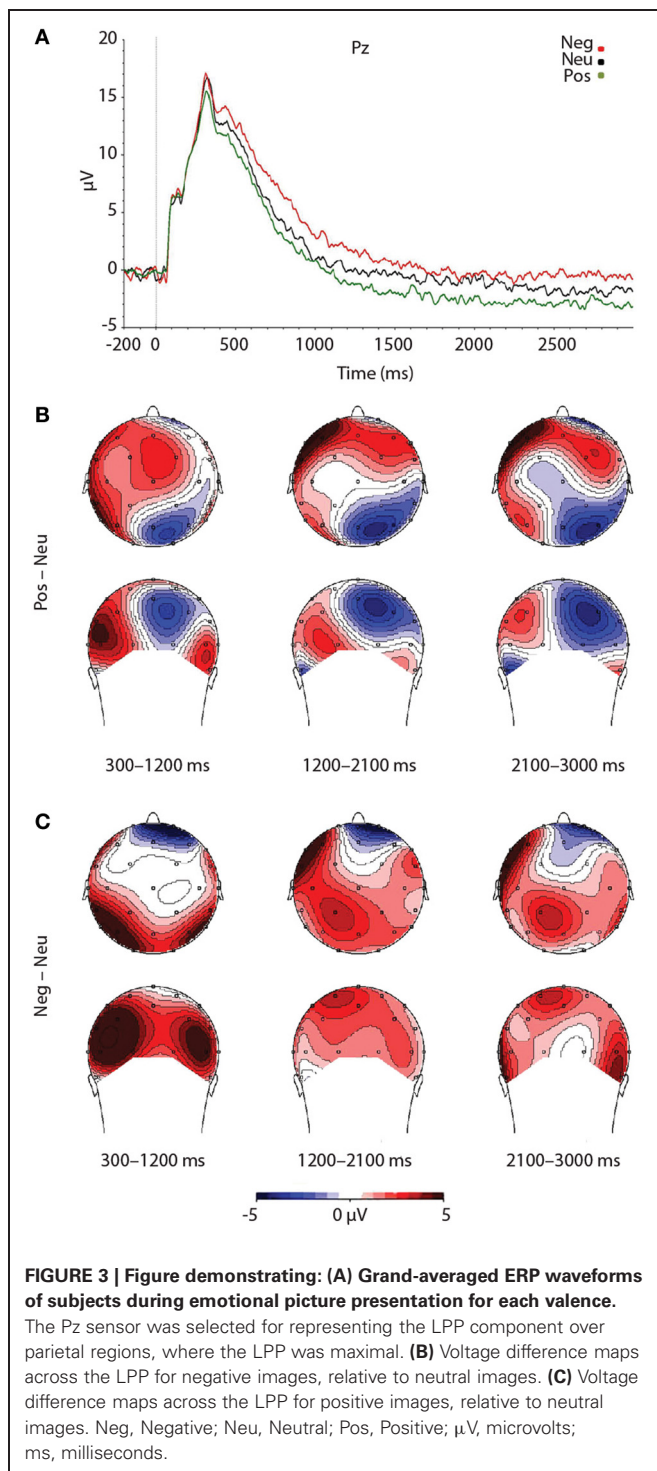 A
Pz
Neg
Neu
Pos
20
15
10
5
0
-5
µV
-200 0 500 1000 1500 2000 2500
Time (ms)
B
Pos – Neu
300–1200 ms 1200–2100 ms 2100–3000 ms
C
Neg – Neu
300–1200 ms 1200–2100 ms 2100–3000 ms
-5 0 µV 5
FIGURE 3 | Figure demonstrating: (A) Grand-averaged ERP waveforms
of subjects during emotional picture presentation for each valence.
The Pz sensor was selected for representing the LPP component over
parietal regions, where the LPP was maximal. (B) Voltage difference maps
across the LPP for negative images, relative to neutral images. (C) Voltage
difference maps across the LPP for positive images, relative to neutral
images. Neg, Negative; Neu, Neutral; Pos, Positive; µV, microvolts;
ms, milliseconds.